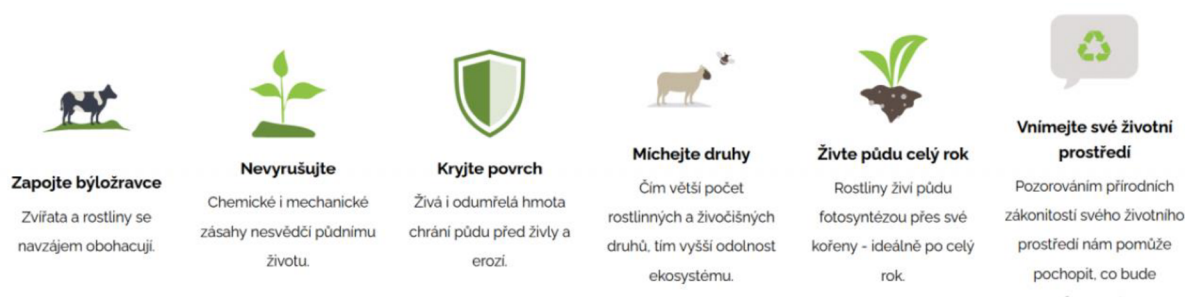 Zapojte býložravce
Zvířata a rostliny se
navzájem obohacují.
Nevyrušujte
Chemické i mechanické
zásahy nesvědčí půdnímu
životu.
Kryjte povrch
Živá i odumřelá hmota
chrání půdu před živly a
erozí.
Míchejte druhy
Čím větší počet
rostlinných a živočišných
druhů, tím vyšší odolnost
ekosystému.
Živte půdu celý rok
Rostliny živí půdu
fotosyntézou přes své
kořeny - ideálně po celý
rok.
Vnímejte své životní
prostředí
Pozorováním přírodních
zákonitostí svého životního
prostředí nám pomůže
pochopit, co bude